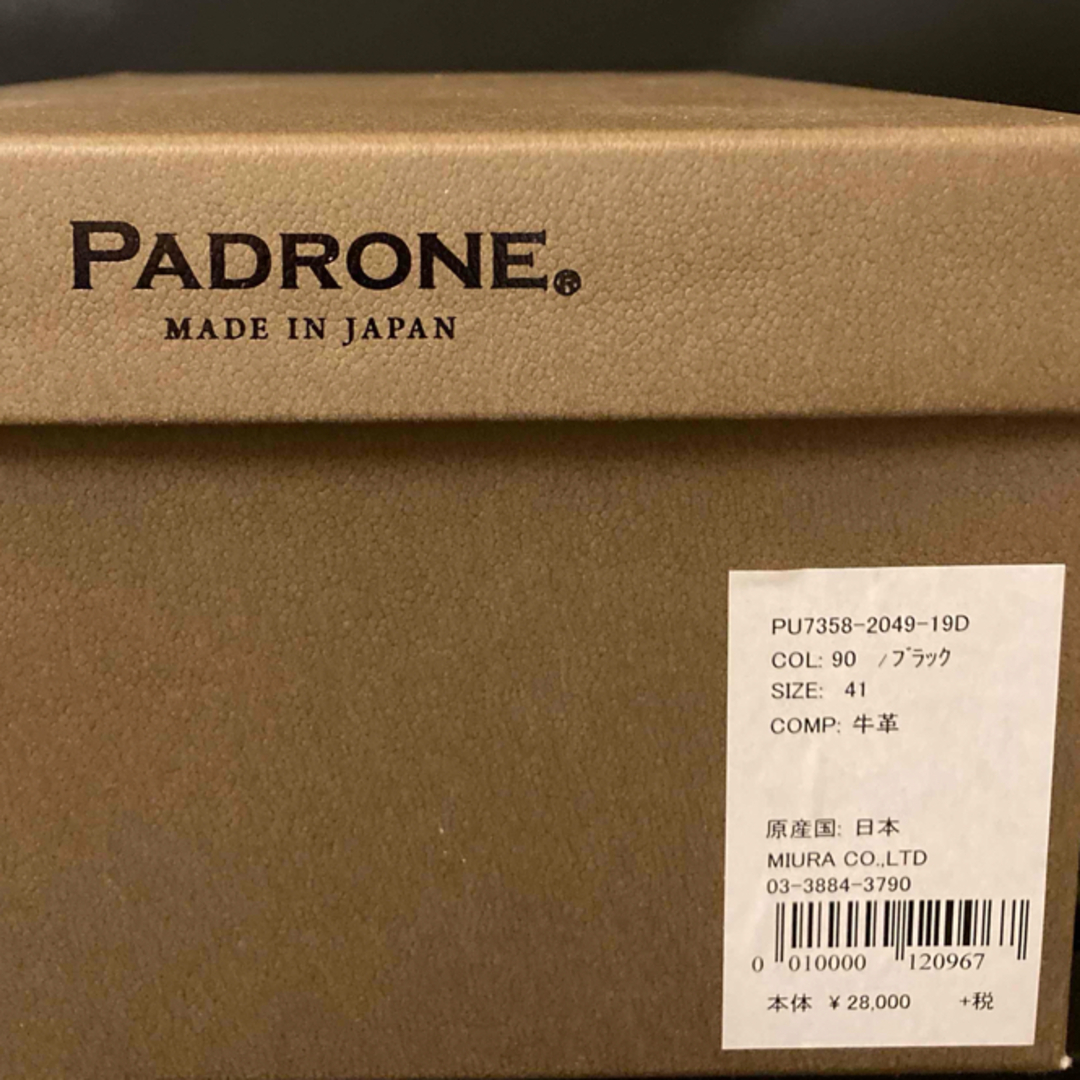 PADRONE®
MADE IN JAPAN
PU7358-2049-19D
COL: 90 /ブラック
SIZE: 41
COMP: 牛革
原産国: 日本
MIURA CO.,LTD
03-3884-3790
0 010000 120967
本体 ¥28,000 +税